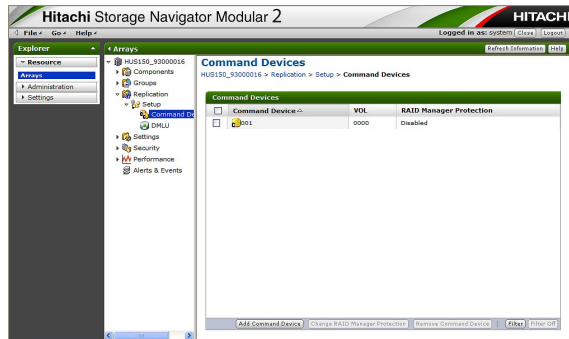 Hitachi Storage Navigator Modular 2
HITACHI
File Go Help
Logged in as: system Close Logout
Explorer
Arrays
Refresh Information Help
Resource
Arrays
Administration
Settings
HUS150_93000016
Components
Groups
Replication
Setup
Command De
DMLU
Settings
Security
Performance
Alerts & Events
Command Devices
HUS150_93000016 > Replication > Setup > Command Devices
Command Devices
Command Device VOL RAID Manager Protection
001 0000 Disabled
Add Command Device Change RAID Manager Protection Remove Command Device Filter Filter Off